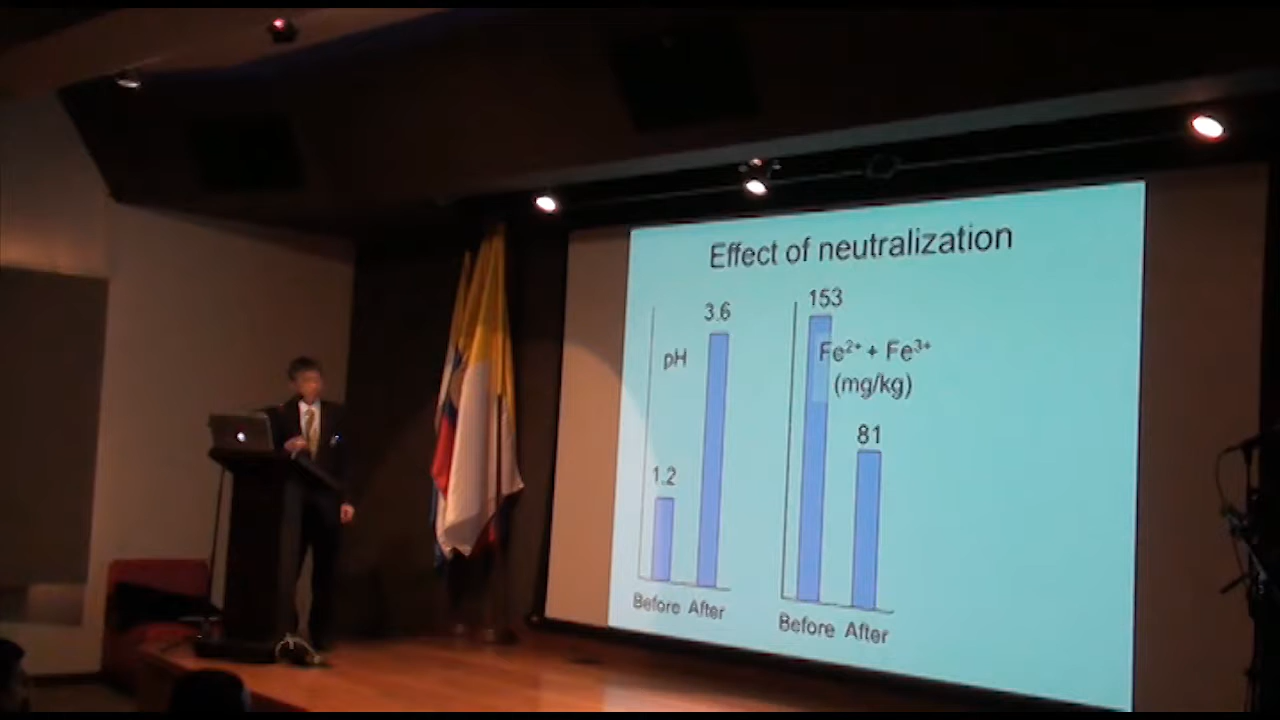 Effect of neutralization
3.6
pH
1.2
Before After
153
Fe²⁺ + Fe³⁺
(mg/kg)
81
Before After